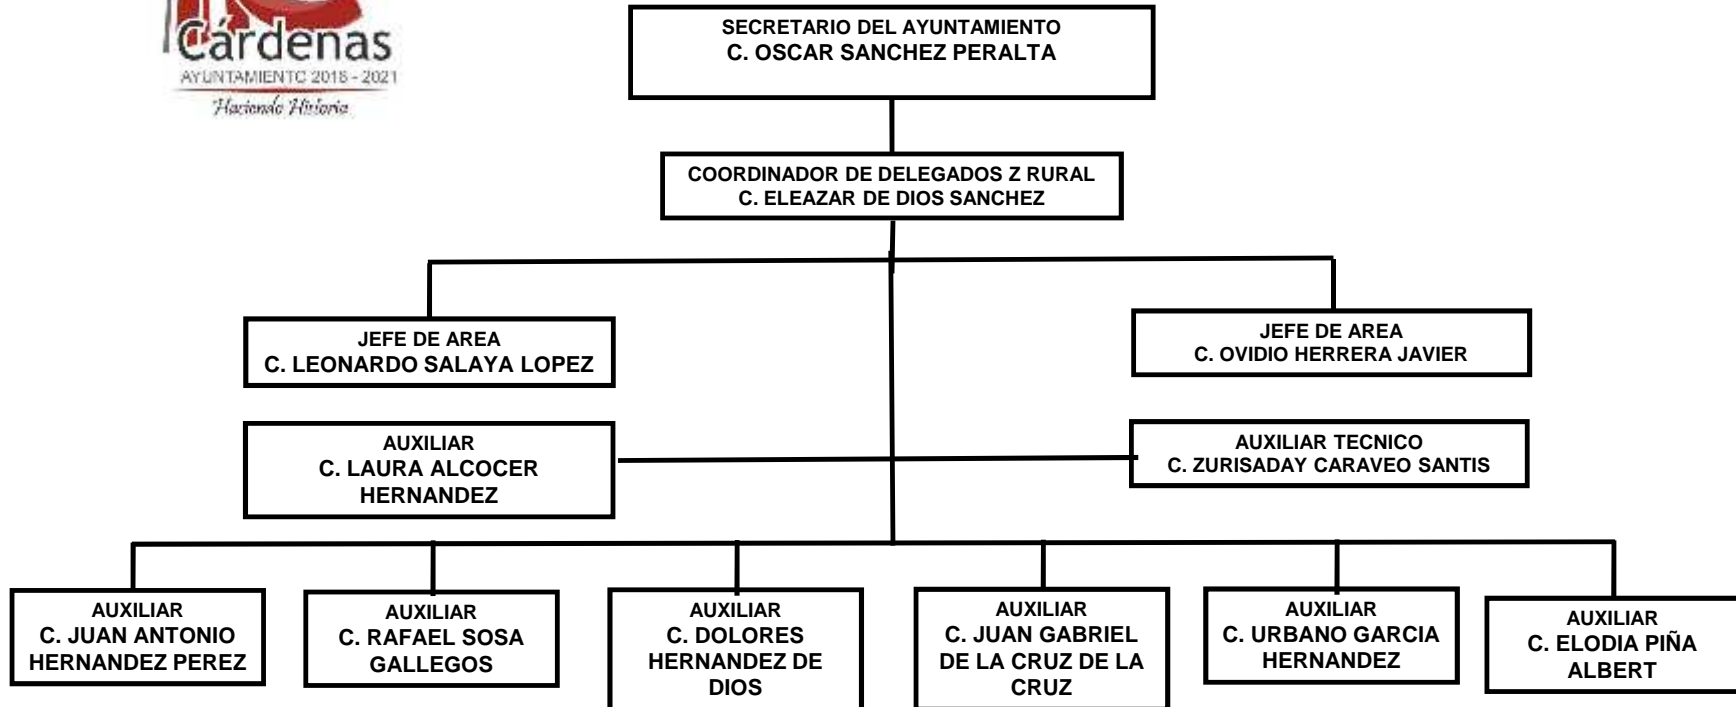 Cárdenas
AYUNTAMIENTO 2018 - 2021
Haciendo Historia
SECRETARIO DEL AYUNTAMIENTO
C. OSCAR SANCHEZ PERALTA
COORDINADOR DE DELEGADOS Z RURAL
C. ELEAZAR DE DIOS SANCHEZ
JEFE DE AREA
C. LEONARDO SALAYA LOPEZ
JEFE DE AREA
C. OVIDIO HERRERA JAVIER
AUXILIAR
C. LAURA ALCOCER
HERNANDEZ
AUXILIAR TECNICO
C. ZURISADAY CARAVEO SANTIS
AUXILIAR
C. JUAN ANTONIO
HERNANDEZ PEREZ
AUXILIAR
C. RAFAEL SOSA
GALLEGOS
AUXILIAR
C. DOLORES
HERNANDEZ DE
DIOS
AUXILIAR
C. JUAN GABRIEL
DE LA CRUZ DE LA
CRUZ
AUXILIAR
C. URBANO GARCIA
HERNANDEZ
AUXILIAR
C. ELODIA PIÑA
ALBERT